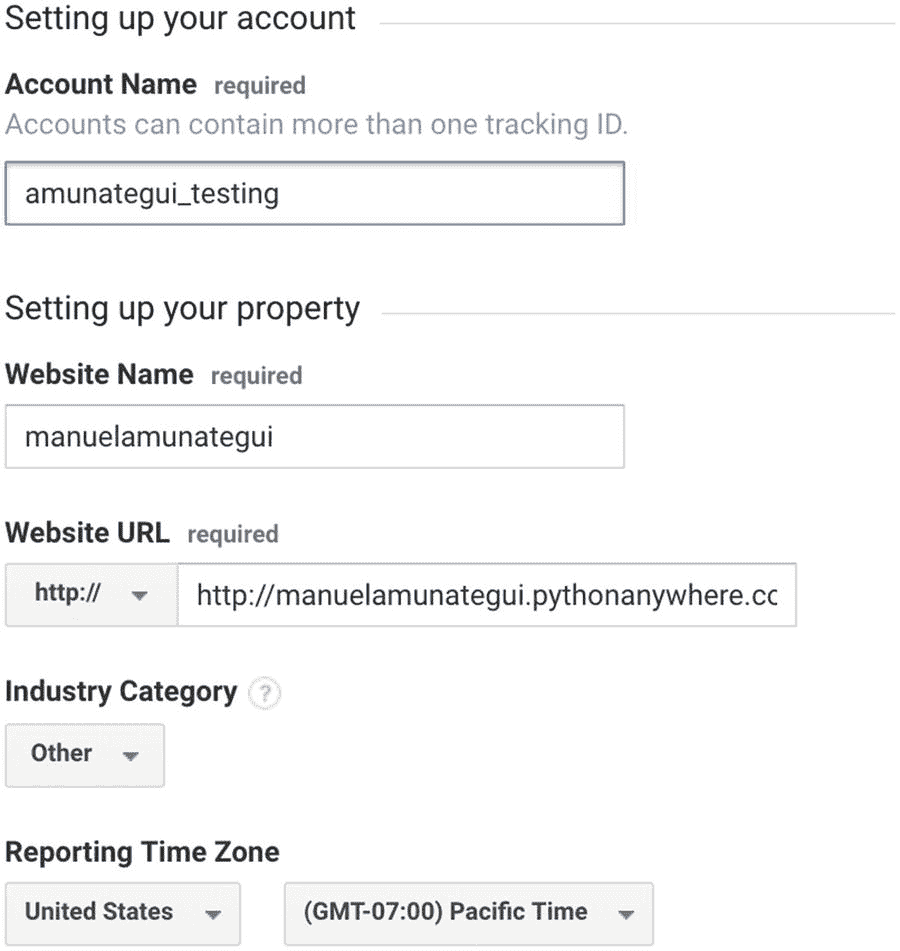 Setting up your account
Account Name required
Accounts can contain more than one tracking ID.
amunategui_testing
Setting up your property
Website Name required
manuelamunategui
Website URL required
http:// http://manuelamunategui.pythonanywhere.cc
Industry Category ?
Other
Reporting Time Zone
United States (GMT-07:00) Pacific Time